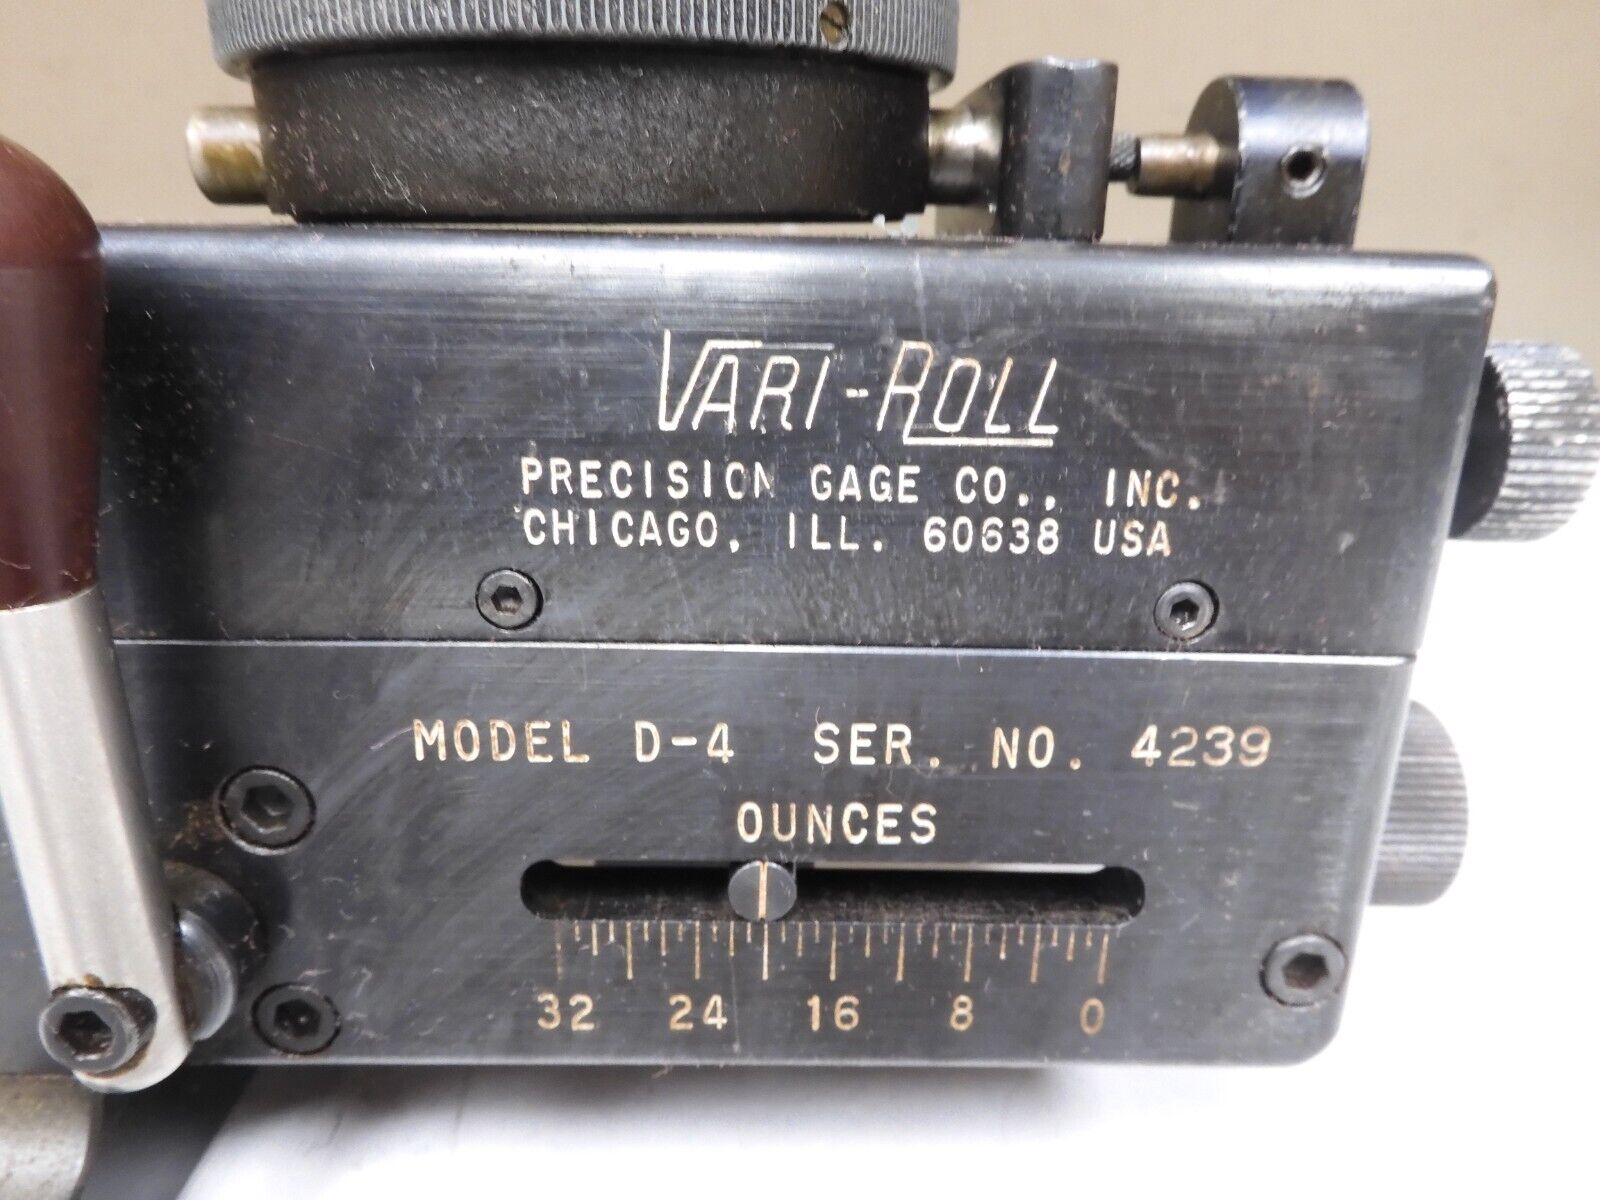 VARI-ROLL
PRECISION GAGE CO., INC.
CHICAGO, ILL. 60638 USA
MODEL D-4 SER. NO. 4239
OUNCES
32 24 16 8 0